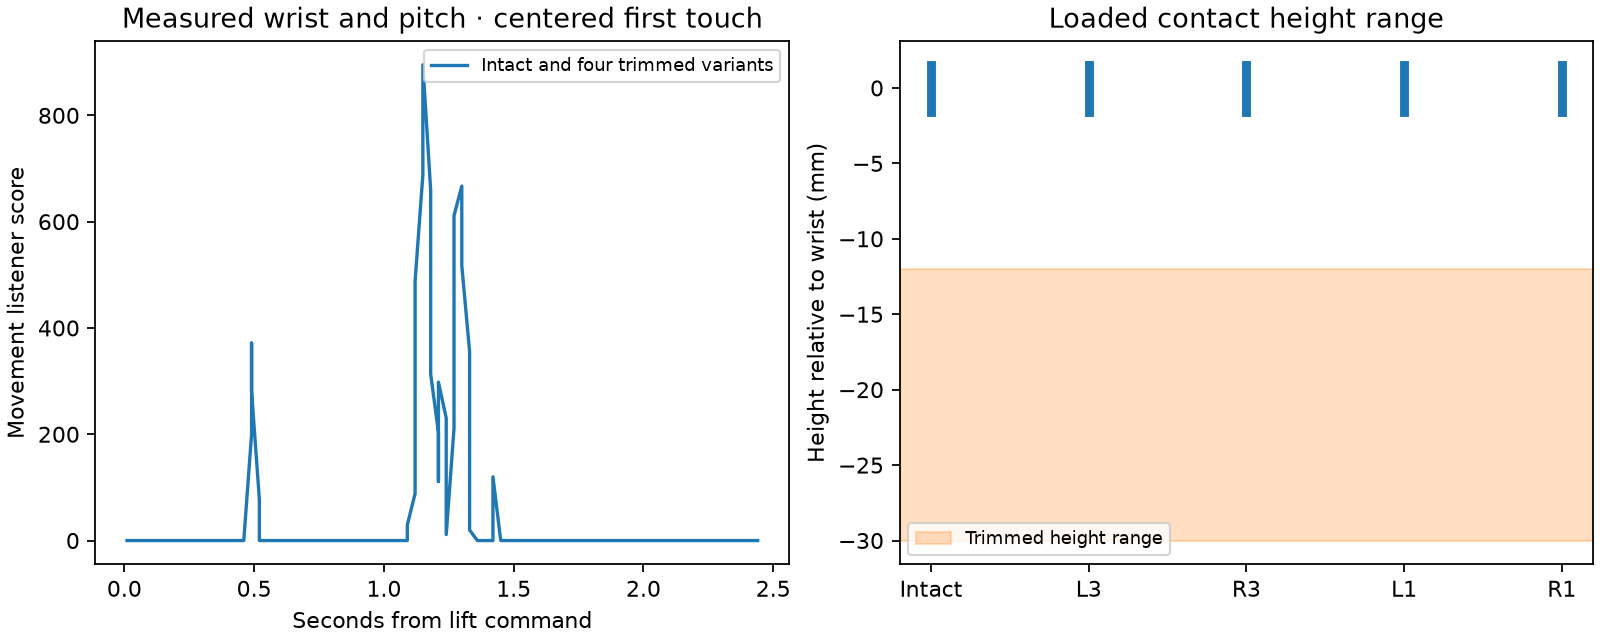 Measured wrist and pitch · centered first touch
Intact and four trimmed variants
Movement listener score
800
600
400
200
0
0.0
0.5
1.0
1.5
2.0
2.5
Seconds from lift command
Loaded contact height range
Height relative to wrist (mm)
0
−5
−10
−15
−20
−25
−30
Trimmed height range
Intact
L3
R3
L1
R1